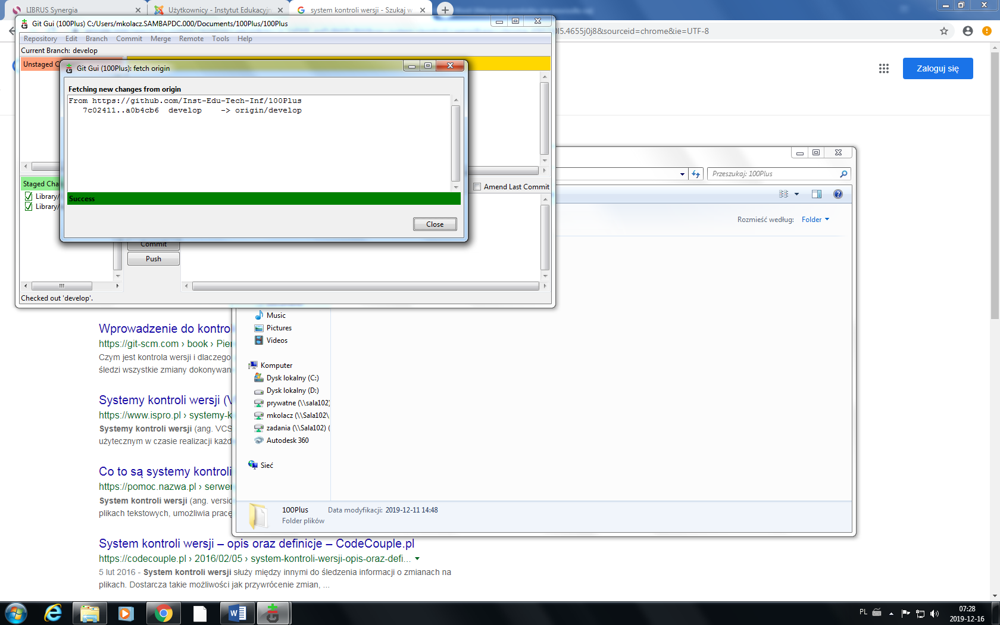 LIBRUS Synergia
Użytkownicy - Instytut Edukacyjn
system kontroli wersji - Szukaj w
Git Gui (100Plus) C:/Users/mkolacz.SAMBAPDC.000/Documents/100Plus/100Plus
0l5.4655j0j8&sourceid=chrome&ie=UTF-8
Repository Edit Branch Commit Merge Remote Tools Help
Current Branch: develop
Unstaged C
Zaloguj się
Git Gui (100Plus): fetch origin
Fetching new changes from origin
From https://github.com/Inst-Edu-Tech-Inf/100Plus
7c02411..a0b4cb6 develop -> origin/develop
Success
Close
Staged Cha
Library/
Library/
Amend Last Commit
Commit
Push
Checked out 'develop'.
Przeszukaj: 100Plus
Rozmieść według: Folder
Music
Pictures
Videos
Komputer
Dysk lokalny (C:)
Dysk lokalny (D:)
prywatne (\\sala102)
mkolacz (\\Sala102\
zadania (\\Sala102) (
Autodesk 360
Sieć
100Plus Data modyfikacji: 2019-12-11 14:48
Folder plików
Wprowadzenie do kontrol
https://git-scm.com › book › Pier
Czym jest kontrola wersji i dlaczego
śledzi wszystkie zmiany dokonywan
Systemy kontroli wersji (V
https://www.ispro.pl › systemy-k
Systemy kontroli wersji (ang. VCS
użytecznym w czasie realizacji każd
Co to są systemy kontroli
https://pomoc.nazwa.pl › serwer
System kontroli wersji (ang. versio
plikach tekstowych, umożliwia pracę
System kontroli wersji – opis oraz definicje – CodeCouple.pl
https://codecouple.pl › 2016/02/05 › system-kontroli-wersji-opis-oraz-defi...
5 lut 2016 - System kontroli wersji służy między innymi do śledzenia informacji o zmianach na
plikach. Dostarcza takie możliwości jak przywrócenie zmian, ...
PL
07:28
2019-12-16